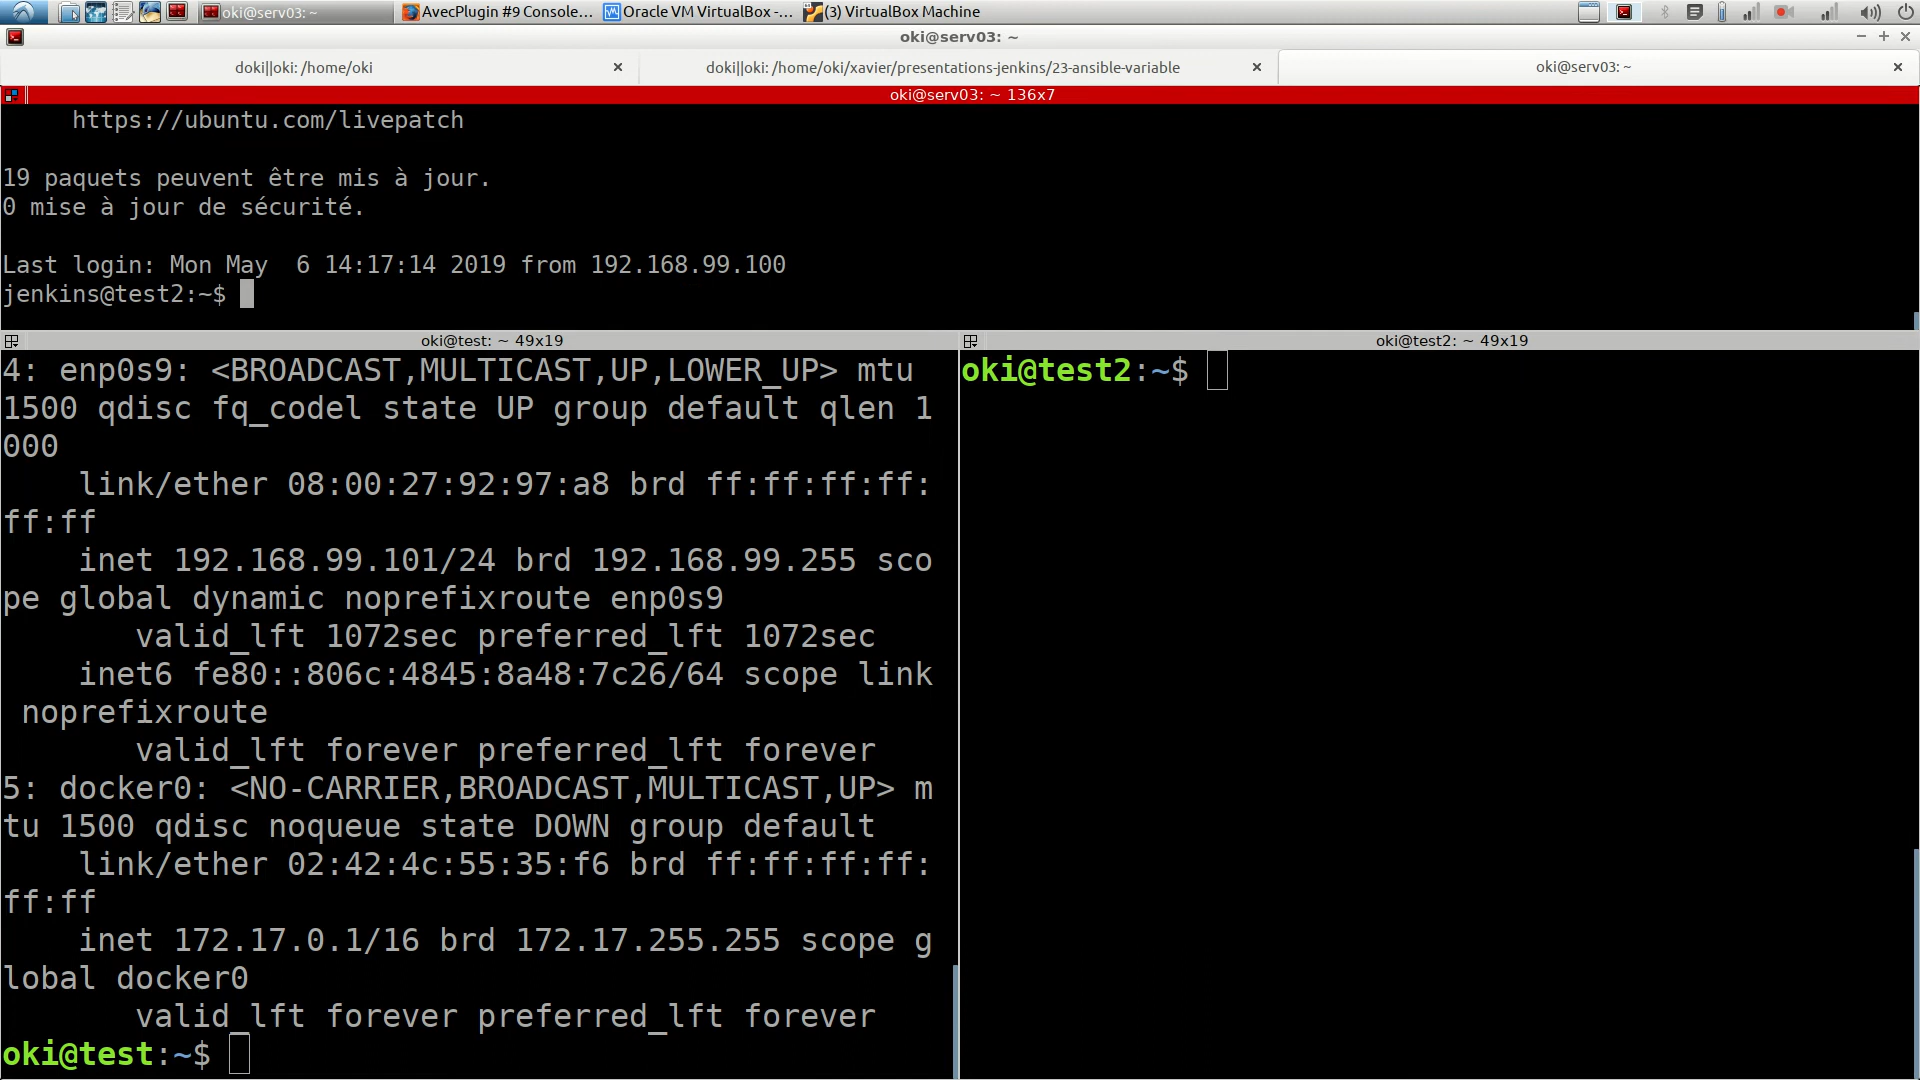 oki@serv03: ~
AvecPlugin #9 Console...
Oracle VM VirtualBox -...
(3) VirtualBox Machine
oki@serv03: ~
doki||oki: /home/oki
doki||oki: /home/oki/xavier/presentations-jenkins/23-ansible-variable
oki@serv03: ~
oki@serv03: ~ 136x7
https://ubuntu.com/livepatch
19 paquets peuvent être mis à jour.
0 mise à jour de sécurité.
Last login: Mon May  6 14:17:14 2019 from 192.168.99.100
jenkins@test2:~$
oki@test: ~ 49x19
4: enp0s9: <BROADCAST,MULTICAST,UP,LOWER_UP> mtu
1500 qdisc fq_codel state UP group default qlen 1
000
link/ether 08:00:27:92:97:a8 brd ff:ff:ff:ff:
ff:ff
inet 192.168.99.101/24 brd 192.168.99.255 sco
pe global dynamic noprefixroute enp0s9
valid_lft 1072sec preferred_lft 1072sec
inet6 fe80::806c:4845:8a48:7c26/64 scope link
noprefixroute
valid_lft forever preferred_lft forever
5: docker0: <NO-CARRIER,BROADCAST,MULTICAST,UP> m
tu 1500 qdisc noqueue state DOWN group default
link/ether 02:42:4c:55:35:f6 brd ff:ff:ff:ff:
ff:ff
inet 172.17.0.1/16 brd 172.17.255.255 scope g
lobal docker0
valid_lft forever preferred_lft forever
oki@test:~$
oki@test2: ~ 49x19
oki@test2:~$